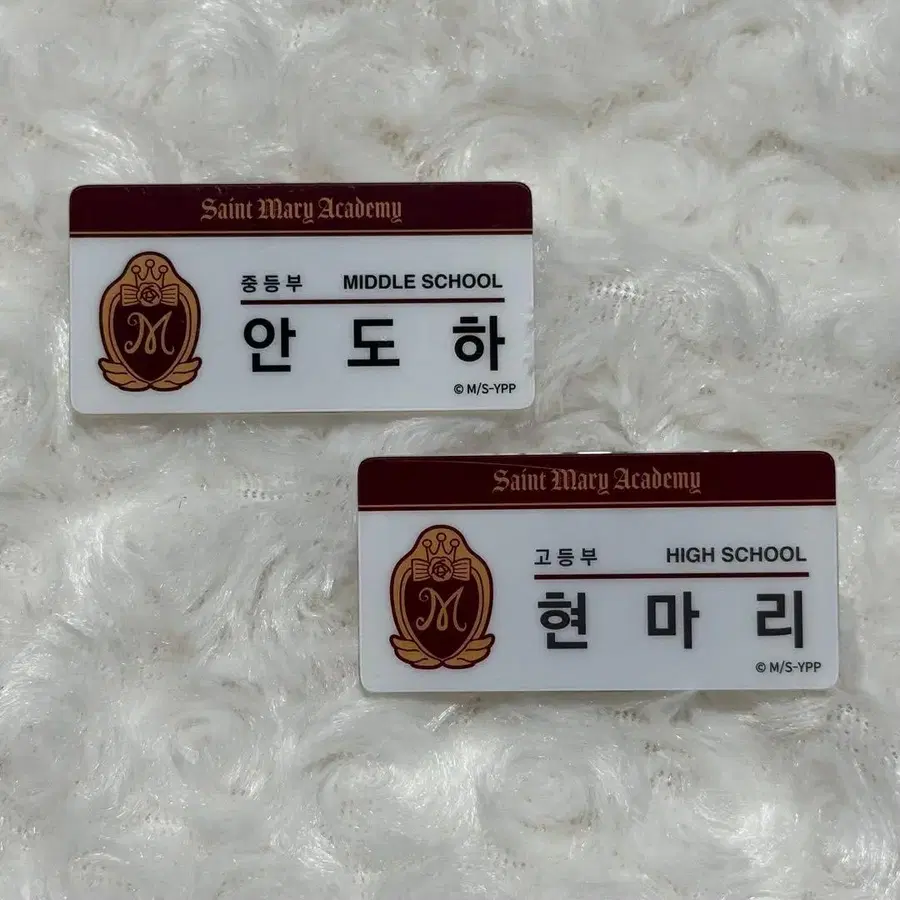 Saint Mary Academy
중등부 MIDDLE SCHOOL
M
안 도 하
© M/S-YPP
Saint Mary Academy
고등부 HIGH SCHOOL
M
현 마 리
© M/S-YPP